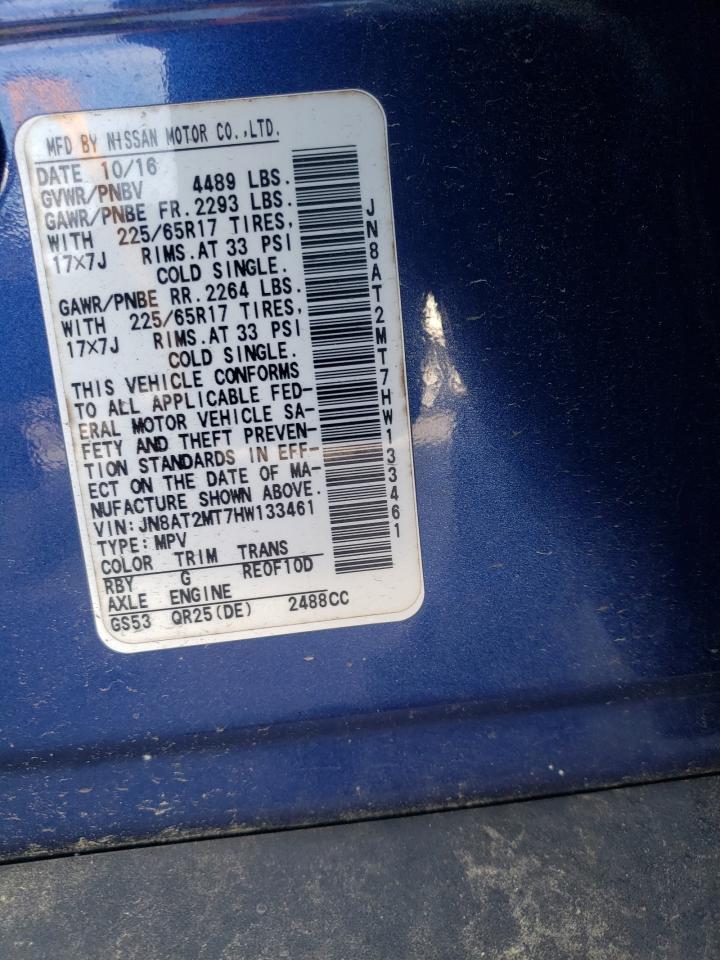 MFD BY NISSAN MOTOR CO.,LTD.
DATE 10/16
GVWR/PNBV 4489 LBS.
GAWR/PNBE FR. 2293 LBS.
WITH 225/65R17 TIRES,
17X7J RIMS.AT 33 PSI
COLD SINGLE.
GAWR/PNBE RR. 2264 LBS.
WITH 225/65R17 TIRES,
17X7J RIMS.AT 33 PSI
COLD SINGLE.
THIS VEHICLE CONFORMS
TO ALL APPLICABLE FED-
ERAL MOTOR VEHICLE SA-
FETY AND THEFT PREVEN-
TION STANDARDS IN EFF-
ECT ON THE DATE OF MA-
NUFACTURE SHOWN ABOVE.
VIN: JN8AT2MT7HW133461
TYPE: MPV
COLOR TRIM TRANS
RBY G RE0F10D
AXLE ENGINE
GS53 QR25(DE) 2488CC
JN8AT2MT7HW133461